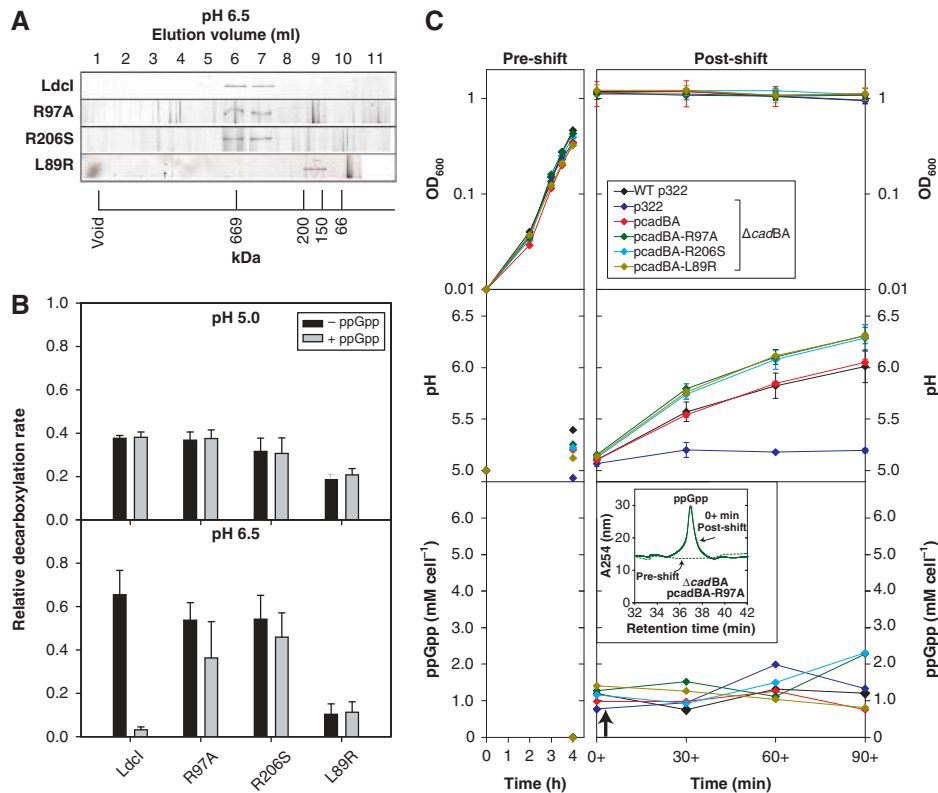 A
pH 6.5
Elution volume (ml)
1 2 3 4 5 6 7 8 9 10 11
LdcI
R97A
R206S
L89R
Void 669 200 150 66
kDa
B
Relative decarboxylation rate
1.0
0.8
0.6
0.4
0.2
0.0
pH 5.0
– ppGpp
+ ppGpp
0.8
0.6
0.4
0.2
0.0
pH 6.5
LdcI R97A R206S L89R
C
Pre-shift Post-shift
OD600
1
0.1
0.01
1
0.1
0.01
OD600
WT p322
p322
pcadBA
pcadBA-R97A
pcadBA-R206S
pcadBA-L89R
ΔcadBA
pH
6.5
6.0
5.5
5.0
6.5
6.0
5.5
5.0
pH
ppGpp (mM cell⁻¹)
6.0
5.0
4.0
3.0
2.0
1.0
0
6.0
5.0
4.0
3.0
2.0
1.0
0
ppGpp (mM cell⁻¹)
A254 (nm)
30
20
10
0
ppGpp
0+ min
Post-shift
Pre-shift
ΔcadBA
pcadBA-R97A
32 34 36 38 40 42
Retention time (min)
0 1 2 3 4
Time (h)
0+ 30+ 60+ 90+
Time (min)